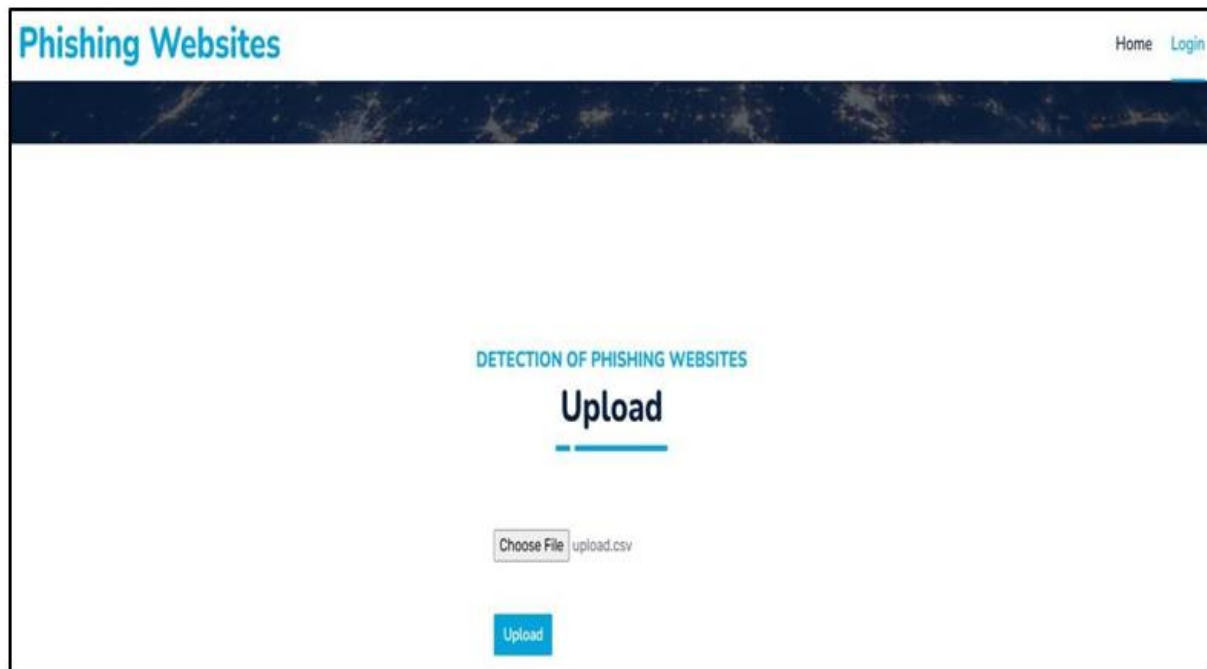 Phishing Websites
Home Login
DETECTION OF PHISHING WEBSITES
Upload
Choose File upload.csv
Upload